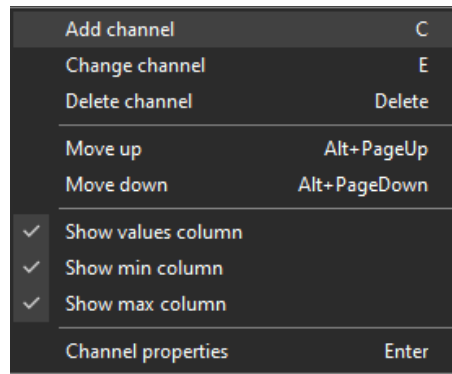 Add channel C
Change channel E
Delete channel Delete
Move up Alt+PageUp
Move down Alt+PageDown
Show values column
Show min column
Show max column
Channel properties Enter